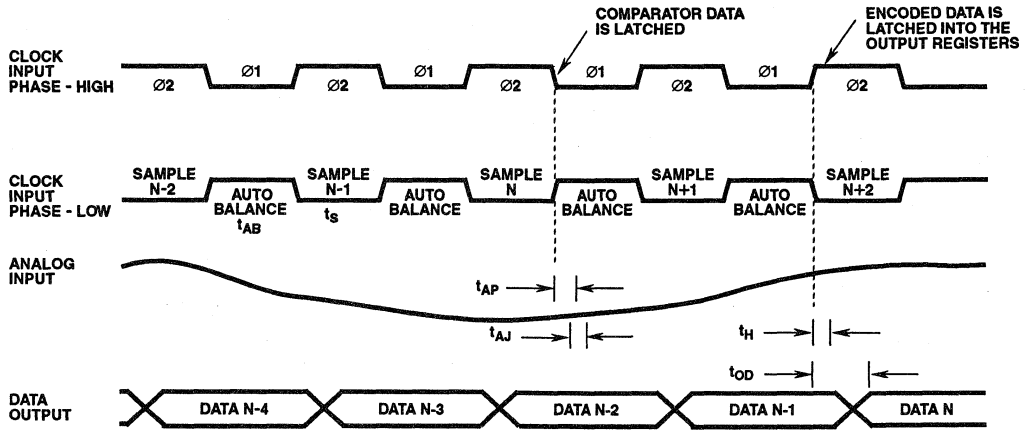 COMPARATOR DATA
IS LATCHED
ENCODED DATA IS
LATCHED INTO THE
OUTPUT REGISTERS
CLOCK
INPUT
PHASE - HIGH
Ø2 Ø1 Ø2 Ø1 Ø2 Ø1 Ø2 Ø1 Ø2
CLOCK
INPUT
PHASE - LOW
SAMPLE
N-2
AUTO
BALANCE
tAB
SAMPLE
N-1
tS
AUTO
BALANCE
SAMPLE
N
AUTO
BALANCE
SAMPLE
N+1
AUTO
BALANCE
SAMPLE
N+2
ANALOG
INPUT
tAP
tAJ
tH
tOD
DATA
OUTPUT
DATA N-4 DATA N-3 DATA N-2 DATA N-1 DATA N